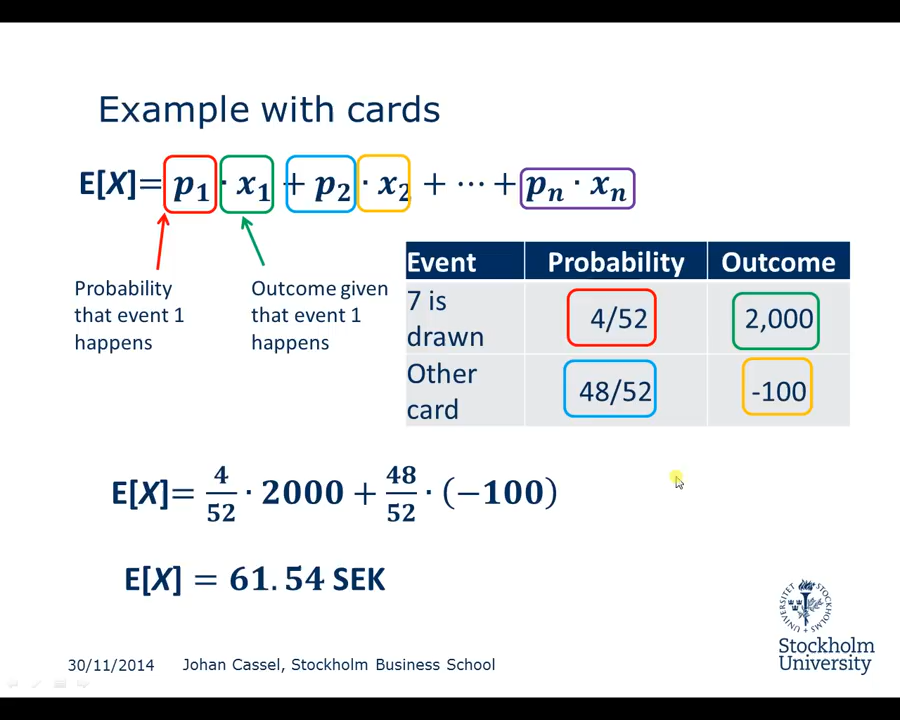 Example with cards
E[X]= p₁ · x₁ + p₂ · x₂ + ⋯ + pₙ · xₙ
Probability
that event 1
happens
Outcome given
that event 1
happens
Event Probability Outcome
7 is
drawn
4/52 2,000
Other
card
48/52 -100
E[X]= 4/52 · 2000 + 48/52 · (−100)
E[X] = 61.54 SEK
30/11/2014 Johan Cassel, Stockholm Business School
Stockholm
University